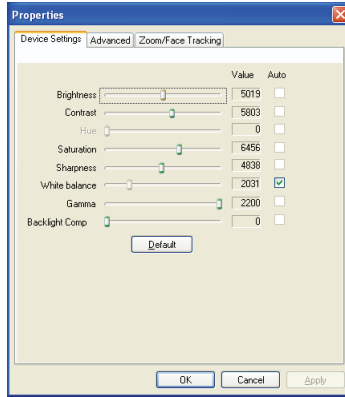 Properties
Device Settings Advanced Zoom/Face Tracking
Value Auto
Brightness 5019
Contrast 5803
Hue 0
Saturation 6456
Sharpness 4838
White balance 2031
Gamma 2200
Backlight Comp 0
Default
OK Cancel Apply